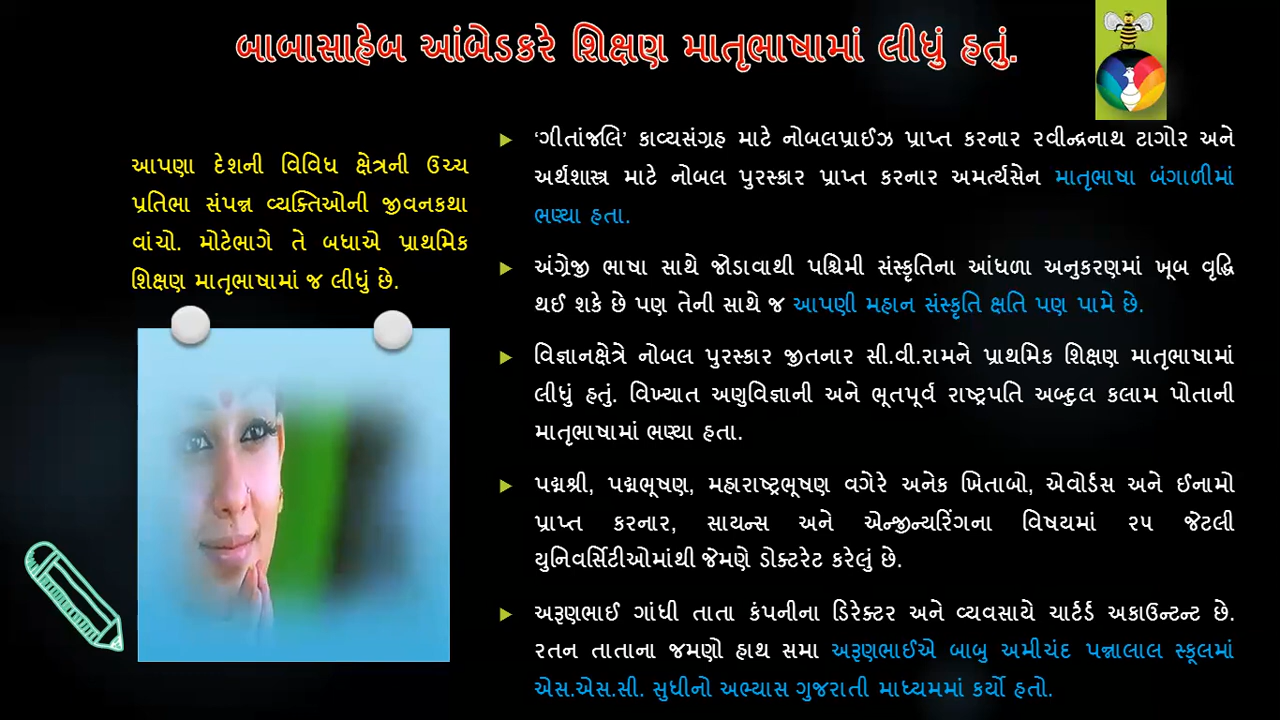 બાબાસાહેબ આંબેડકરે શિક્ષણ માતૃભાષામાં લીધું હતું.
આપણા દેશની વિવિધ ક્ષેત્રની ઉચ્ચ
પ્રતિભા સંપન્ન વ્યક્તિઓની જીવનકથા
વાંચો. મોટેભાગે તે બધાએ પ્રાથમિક
શિક્ષણ માતૃભાષામાં જ લીધું છે.
‘ગીતાંજલિ’ કાવ્યસંગ્રહ માટે નોબલપ્રાઈઝ પ્રાપ્ત કરનાર રવીન્દ્રનાથ ટાગોર અને
અર્થશાસ્ત્ર માટે નોબલ પુરસ્કાર પ્રાપ્ત કરનાર અમર્ત્યસેન માતૃભાષા બંગાળીમાં
ભણ્યા હતા.
અંગ્રેજી ભાષા સાથે જોડાવાથી પશ્ચિમી સંસ્કૃતિના આંધળા અનુકરણમાં ખૂબ વૃદ્ધિ
થઈ શકે છે પણ તેની સાથે જ આપણી મહાન સંસ્કૃતિ ક્ષતિ પણ પામે છે.
વિજ્ઞાનક્ષેત્રે નોબલ પુરસ્કાર જીતનાર સી.વી.રામને પ્રાથમિક શિક્ષણ માતૃભાષામાં
લીધું હતું. વિખ્યાત અણુવિજ્ઞાની અને ભૂતપૂર્વ રાષ્ટ્રપતિ અબ્દુલ કલામ પોતાની
માતૃભાષામાં ભણ્યા હતા.
પદ્મશ્રી, પદ્મભૂષણ, મહારાષ્ટ્રભૂષણ વગેરે અનેક ખિતાબો, એવોર્ડસ અને ઈનામો
પ્રાપ્ત કરનાર, સાયન્સ અને એન્જીન્યરિંગના વિષયમાં ૨૫ જેટલી
યુનિવર્સિટીઓમાંથી જેમણે ડોક્ટરેટ કરેલું છે.
અરૂણભાઈ ગાંધી તાતા કંપનીના ડિરેક્ટર અને વ્યવસાયે ચાર્ટર્ડ અકાઉન્ટન્ટ છે.
રતન તાતાના જમણો હાથ સમા અરૂણભાઈએ બાબુ અમીચંદ પન્નાલાલ સ્કૂલમાં
એસ.એસ.સી. સુધીનો અભ્યાસ ગુજરાતી માધ્યમમાં કર્યો હતો.